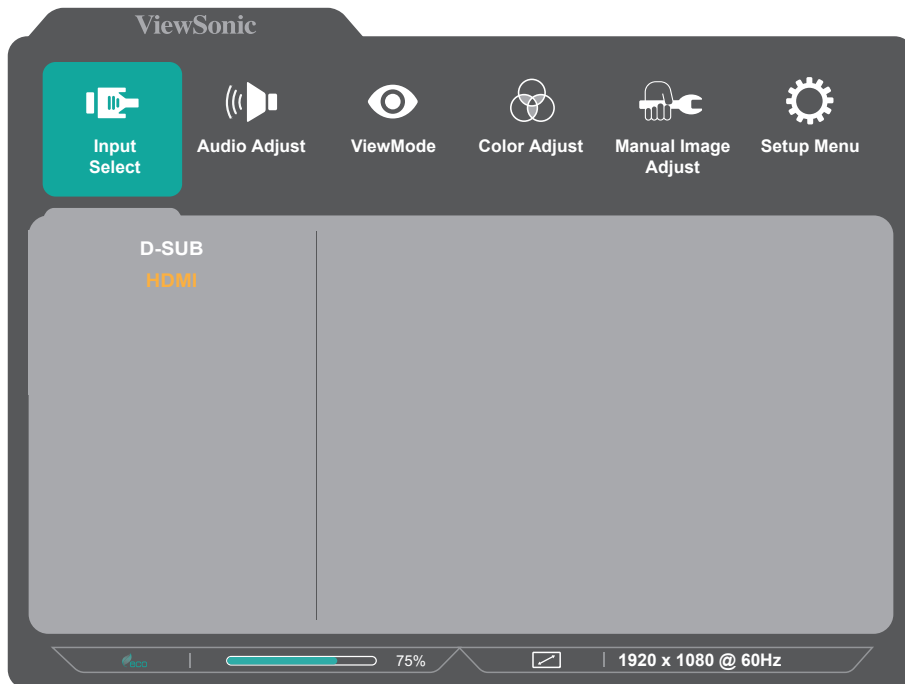 ViewSonic
Input
Select
Audio Adjust
ViewMode
Color Adjust
Manual Image
Adjust
Setup Menu
D-SUB
HDMI
eco
75%
1920 x 1080 @ 60Hz